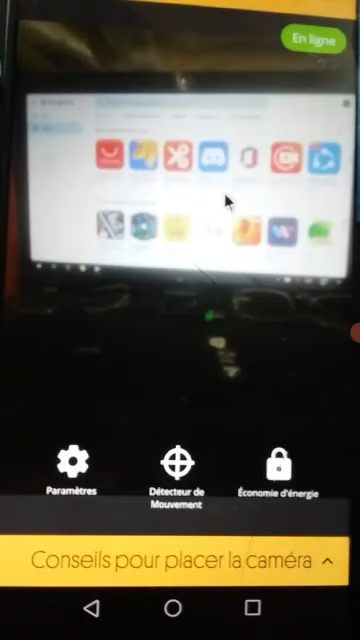 En ligne
Paramètres
Détecteur de
Mouvement
Économie d'énergie
Conseils pour placer la caméra